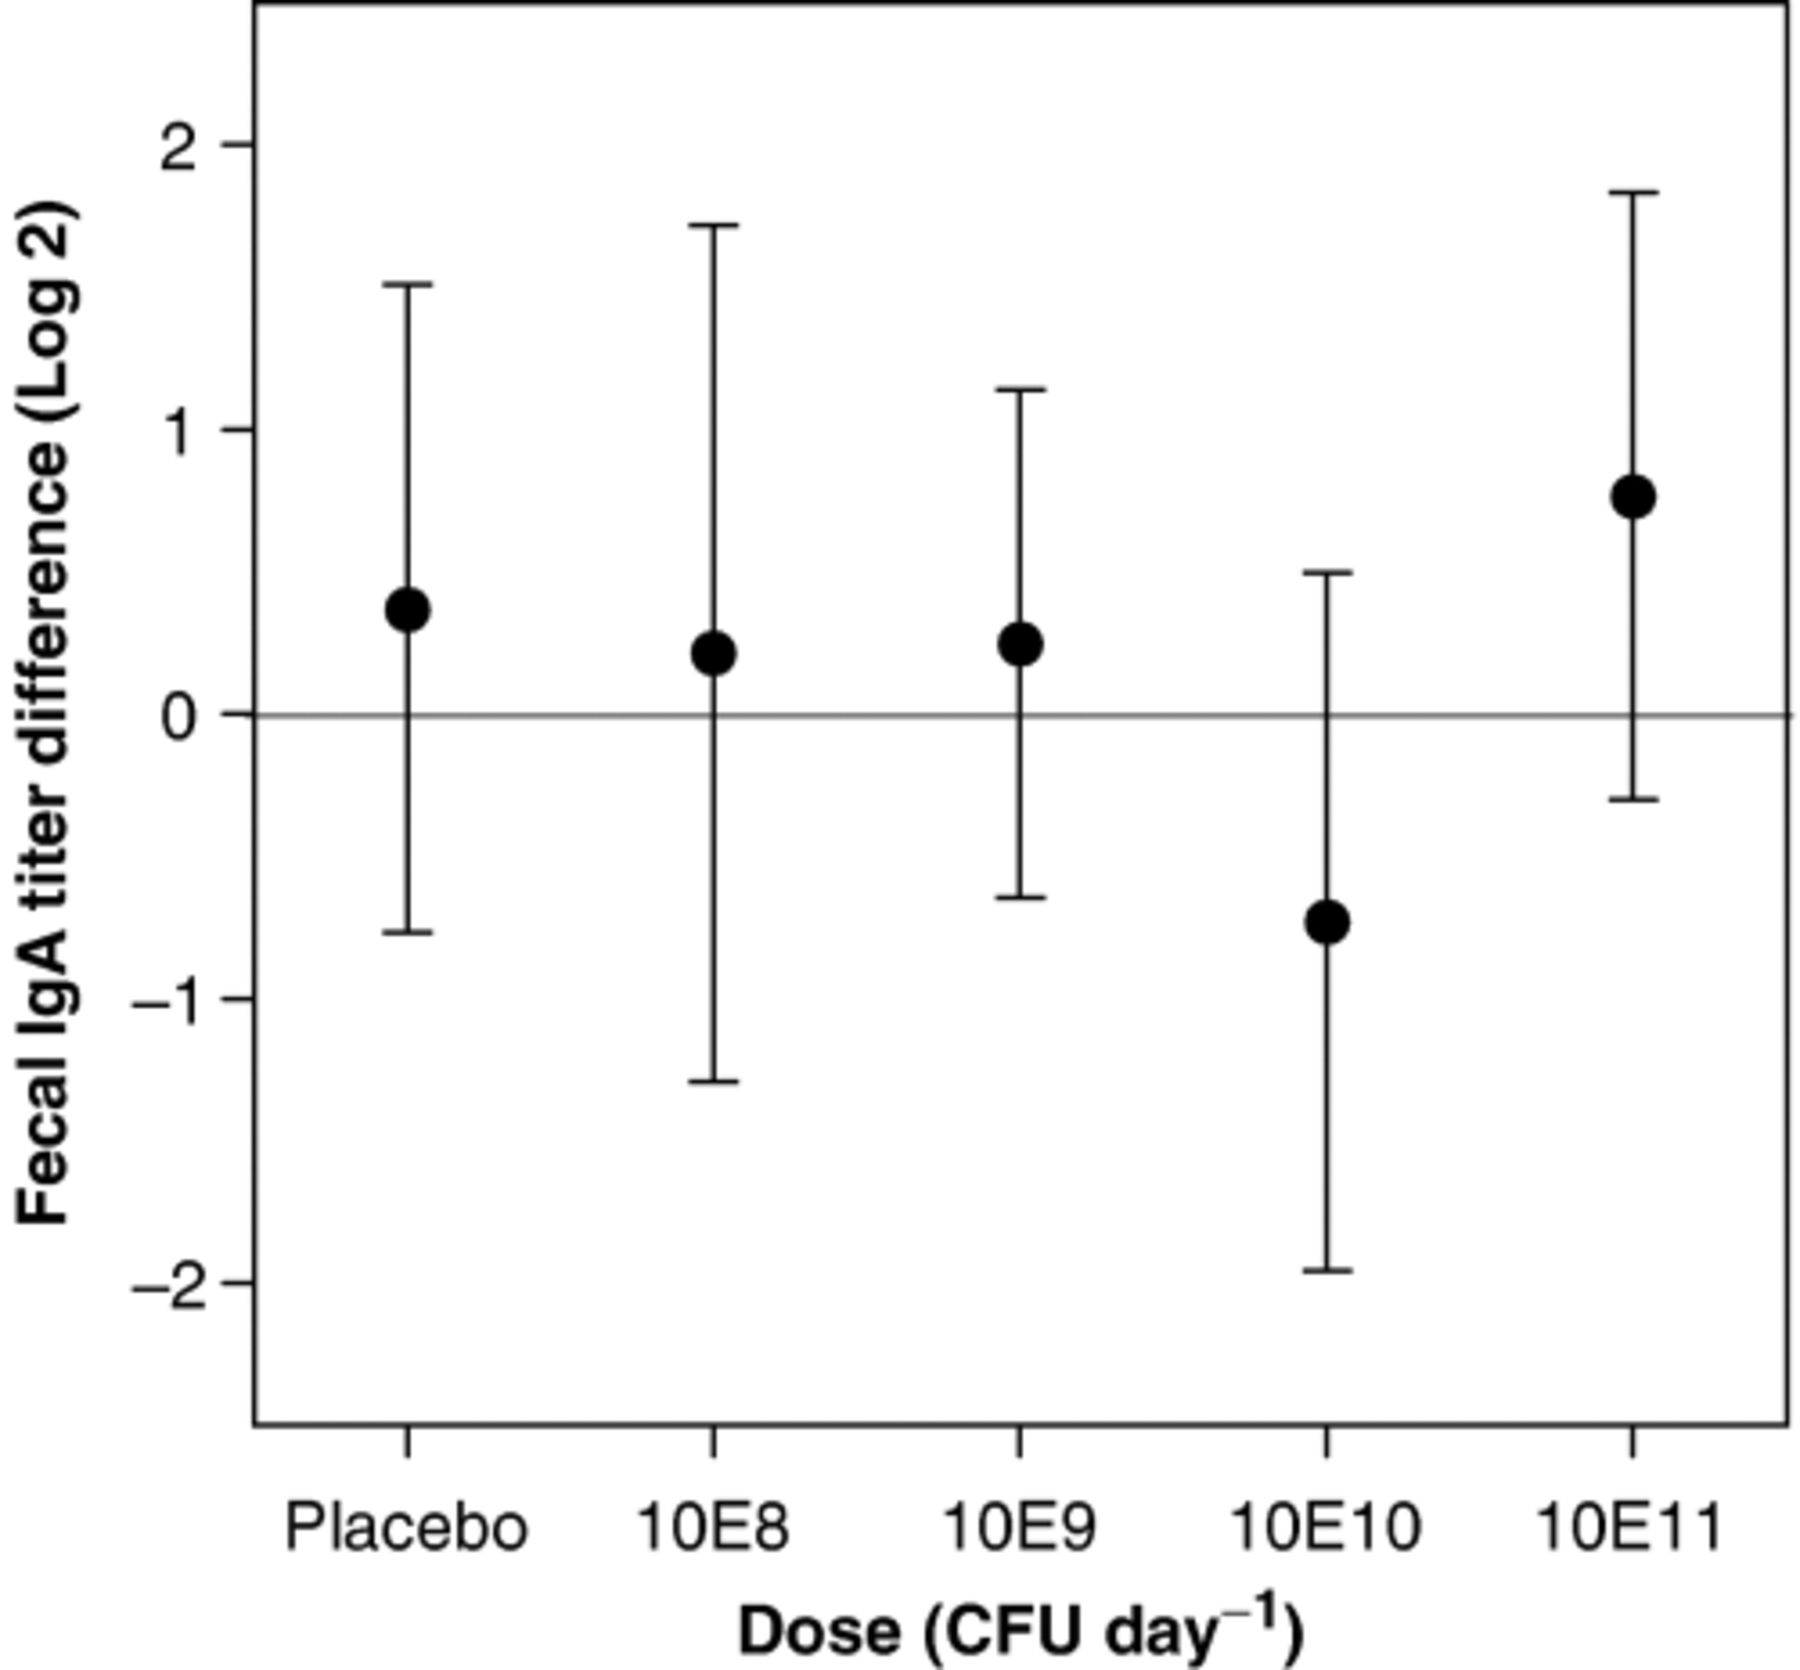 Fecal IgA titer difference (Log 2)
2
1
0
–1
–2
Placebo 10E8 10E9 10E10 10E11
Dose (CFU day⁻¹)